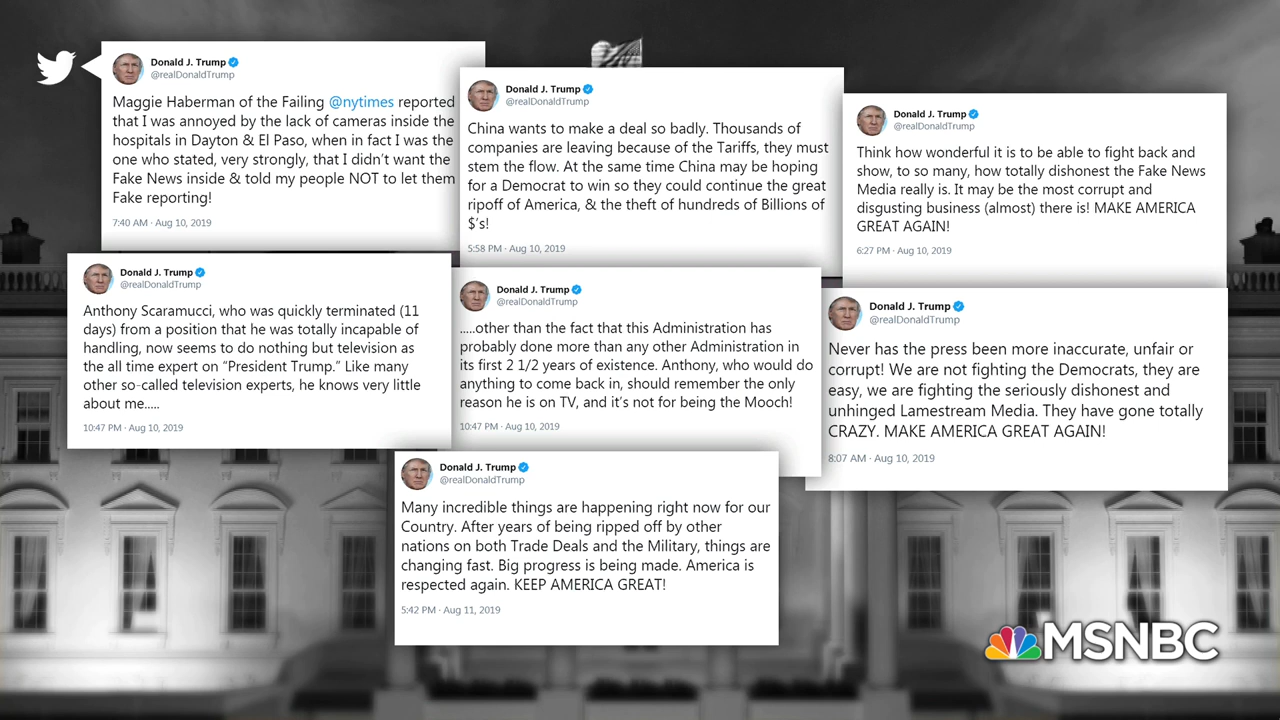 Donald J. Trump
@realDonaldTrump
Maggie Haberman of the Failing @nytimes reported
that I was annoyed by the lack of cameras inside the
hospitals in Dayton & El Paso, when in fact I was the
one who stated, very strongly, that I didn't want the
Fake News inside & told my people NOT to let them
Fake reporting!
7:40 AM · Aug 10, 2019
Donald J. Trump
@realDonaldTrump
China wants to make a deal so badly. Thousands of
companies are leaving because of the Tariffs, they must
stem the flow. At the same time China may be hoping
for a Democrat to win so they could continue the great
ripoff of America, & the theft of hundreds of Billions of
$'s!
5:58 PM · Aug 10, 2019
Donald J. Trump
@realDonaldTrump
Think how wonderful it is to be able to fight back and
show, to so many, how totally dishonest the Fake News
Media really is. It may be the most corrupt and
disgusting business (almost) there is! MAKE AMERICA
GREAT AGAIN!
6:27 PM · Aug 10, 2019
Donald J. Trump
@realDonaldTrump
Anthony Scaramucci, who was quickly terminated (11
days) from a position that he was totally incapable of
handling, now seems to do nothing but television as
the all time expert on "President Trump." Like many
other so-called television experts, he knows very little
about me.....
10:47 PM · Aug 10, 2019
Donald J. Trump
@realDonaldTrump
.....other than the fact that this Administration has
probably done more than any other Administration in
its first 2 1/2 years of existence. Anthony, who would do
anything to come back in, should remember the only
reason he is on TV, and it's not for being the Mooch!
10:47 PM · Aug 10, 2019
Donald J. Trump
@realDonaldTrump
Never has the press been more inaccurate, unfair or
corrupt! We are not fighting the Democrats, they are
easy, we are fighting the seriously dishonest and
unhinged Lamestream Media. They have gone totally
CRAZY. MAKE AMERICA GREAT AGAIN!
8:07 AM · Aug 10, 2019
Donald J. Trump
@realDonaldTrump
Many incredible things are happening right now for our
Country. After years of being ripped off by other
nations on both Trade Deals and the Military, things are
changing fast. Big progress is being made. America is
respected again. KEEP AMERICA GREAT!
5:42 PM · Aug 11, 2019
MSNBC